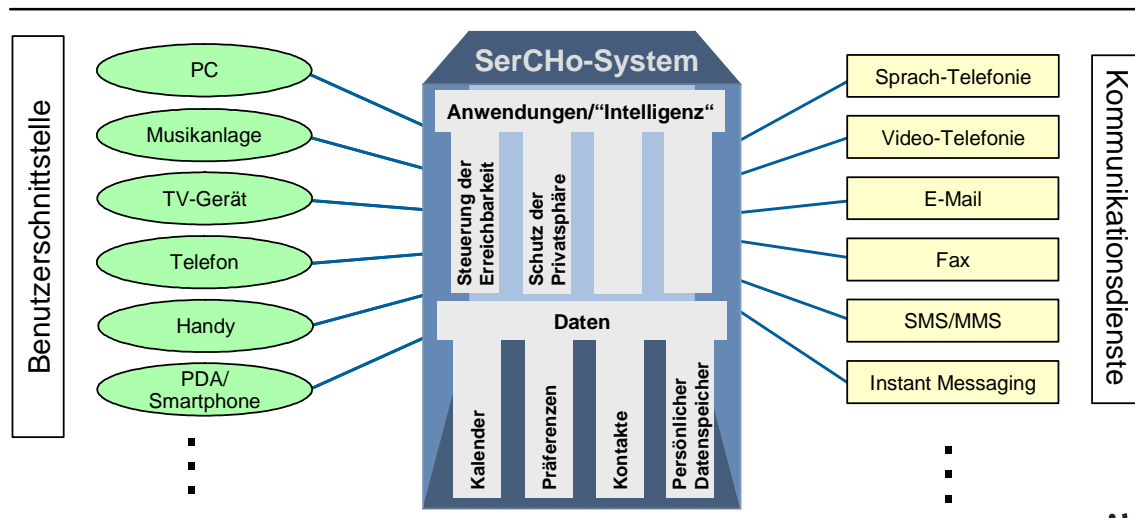 Benutzerschnittstelle
PC
Musikanlage
TV-Gerät
Telefon
Handy
PDA/
Smartphone
SerCHo-System
Anwendungen/“Intelligenz“
Steuerung der
Erreichbarkeit
Schutz der
Privatsphäre
Daten
Kalender
Präferenzen
Kontakte
Persönlicher
Datenspeicher
Sprach-Telefonie
Video-Telefonie
E-Mail
Fax
SMS/MMS
Instant Messaging
Kommunikationsdienste